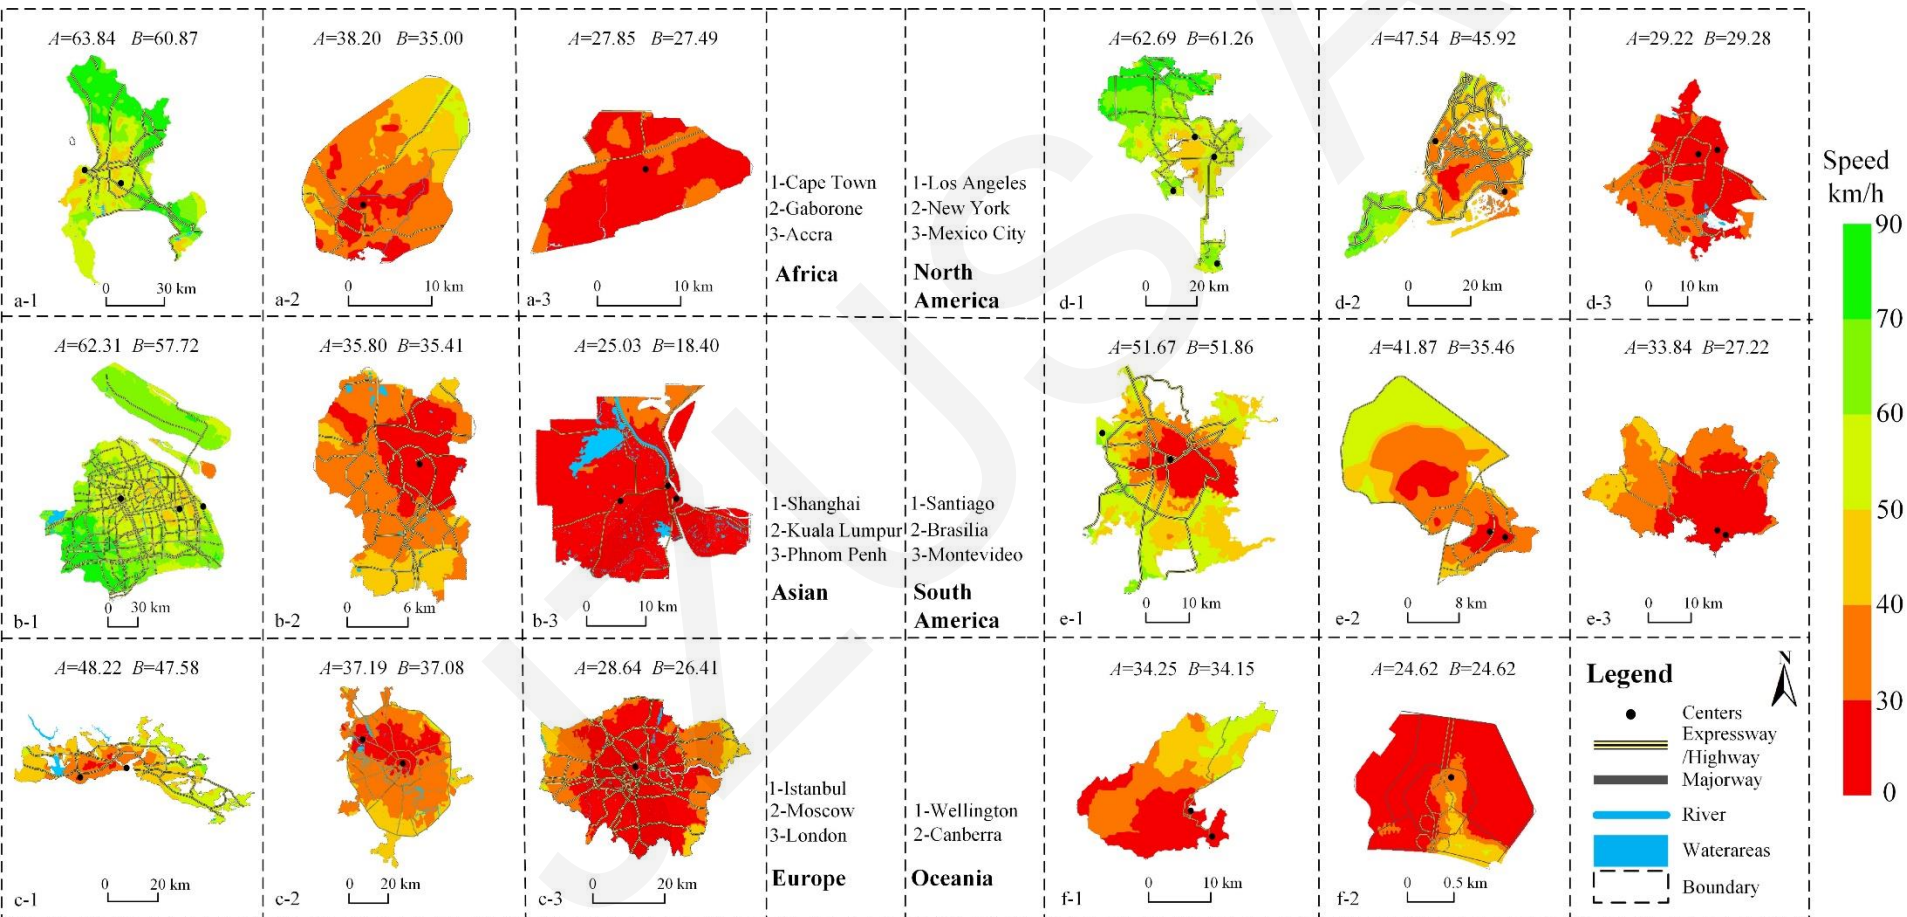 A=63.84 B=60.87
0 30 km
a-1
A=38.20 B=35.00
0 10 km
a-2
A=27.85 B=27.49
0 10 km
a-3
1-Cape Town
2-Gaborone
3-Accra
Africa
1-Los Angeles
2-New York
3-Mexico City
North
America
A=62.69 B=61.26
0 20 km
d-1
A=47.54 B=45.92
0 20 km
d-2
A=29.22 B=29.28
0 10 km
d-3
A=62.31 B=57.72
0 30 km
b-1
A=35.80 B=35.41
0 6 km
b-2
A=25.03 B=18.40
0 10 km
b-3
1-Shanghai
2-Kuala Lumpur
3-Phnom Penh
Asian
1-Santiago
2-Brasilia
3-Montevideo
South
America
A=51.67 B=51.86
0 10 km
e-1
A=41.87 B=35.46
0 8 km
e-2
A=33.84 B=27.22
0 10 km
e-3
A=48.22 B=47.58
0 20 km
c-1
A=37.19 B=37.08
0 20 km
c-2
A=28.64 B=26.41
0 20 km
c-3
1-Istanbul
2-Moscow
3-London
Europe
1-Wellington
2-Canberra
Oceania
A=34.25 B=34.15
0 10 km
f-1
A=24.62 B=24.62
0 0.5 km
f-2
Legend
N
Centers
Expressway
/Highway
Majorway
River
Waterareas
Boundary
Speed
km/h
90
70
60
50
40
30
0